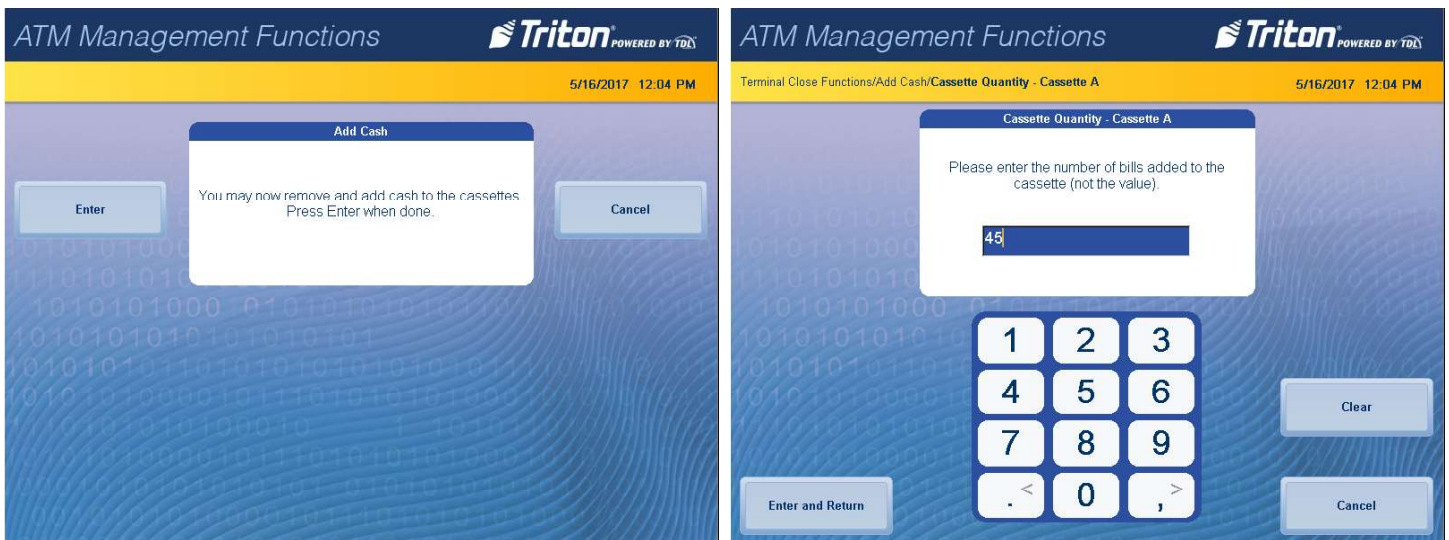 ATM Management Functions
Triton POWERED BY TDL
5/16/2017 12:04 PM
Add Cash
You may now remove and add cash to the cassettes.
Press Enter when done.
Enter
Cancel
ATM Management Functions
Triton POWERED BY TDL
Terminal Close Functions/Add Cash/Cassette Quantity - Cassette A
5/16/2017 12:04 PM
Cassette Quantity - Cassette A
Please enter the number of bills added to the
cassette (not the value).
45
1 2 3
4 5 6
7 8 9
. < 0 , >
Clear
Enter and Return
Cancel